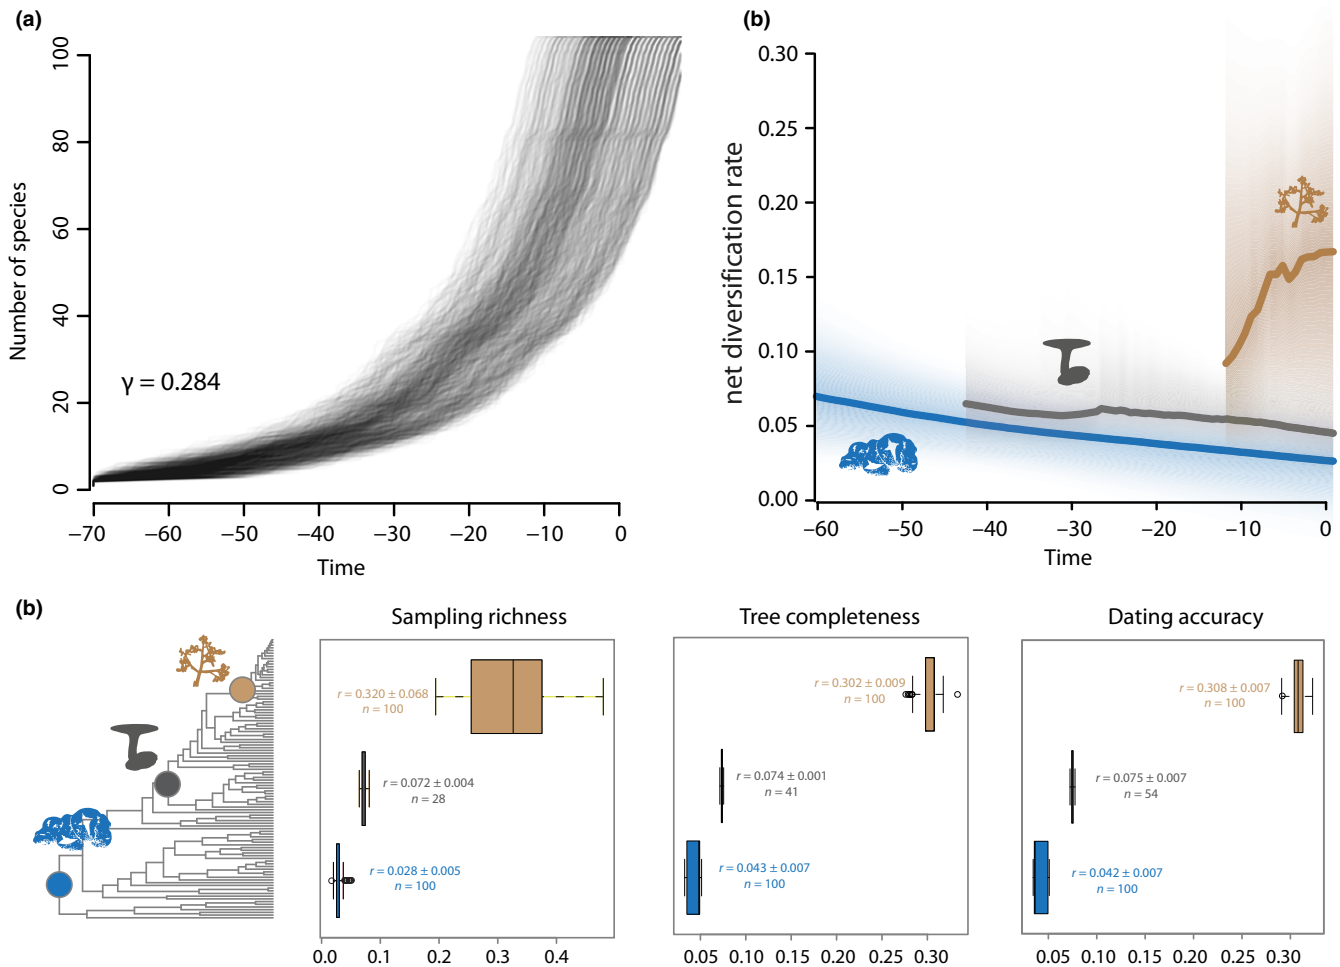 (a)
Number of species
100
80
60
40
20
0
γ = 0.284
−70
−60
−50
−40
−30
−20
−10
0
Time
(b)
net diversification rate
0.30
0.25
0.20
0.15
0.10
0.05
0.00
−60
−50
−40
−30
−20
−10
0
Time
(b)
Sampling richness
r = 0.320 ± 0.068
n = 100
r = 0.072 ± 0.004
n = 28
r = 0.028 ± 0.005
n = 100
0.0
0.1
0.2
0.3
0.4
Tree completeness
r = 0.302 ± 0.009
n = 100
r = 0.074 ± 0.001
n = 41
r = 0.043 ± 0.007
n = 100
0.05
0.10
0.15
0.20
0.25
0.30
Dating accuracy
r = 0.308 ± 0.007
n = 100
r = 0.075 ± 0.007
n = 54
r = 0.042 ± 0.007
n = 100
0.05
0.10
0.15
0.20
0.25
0.30